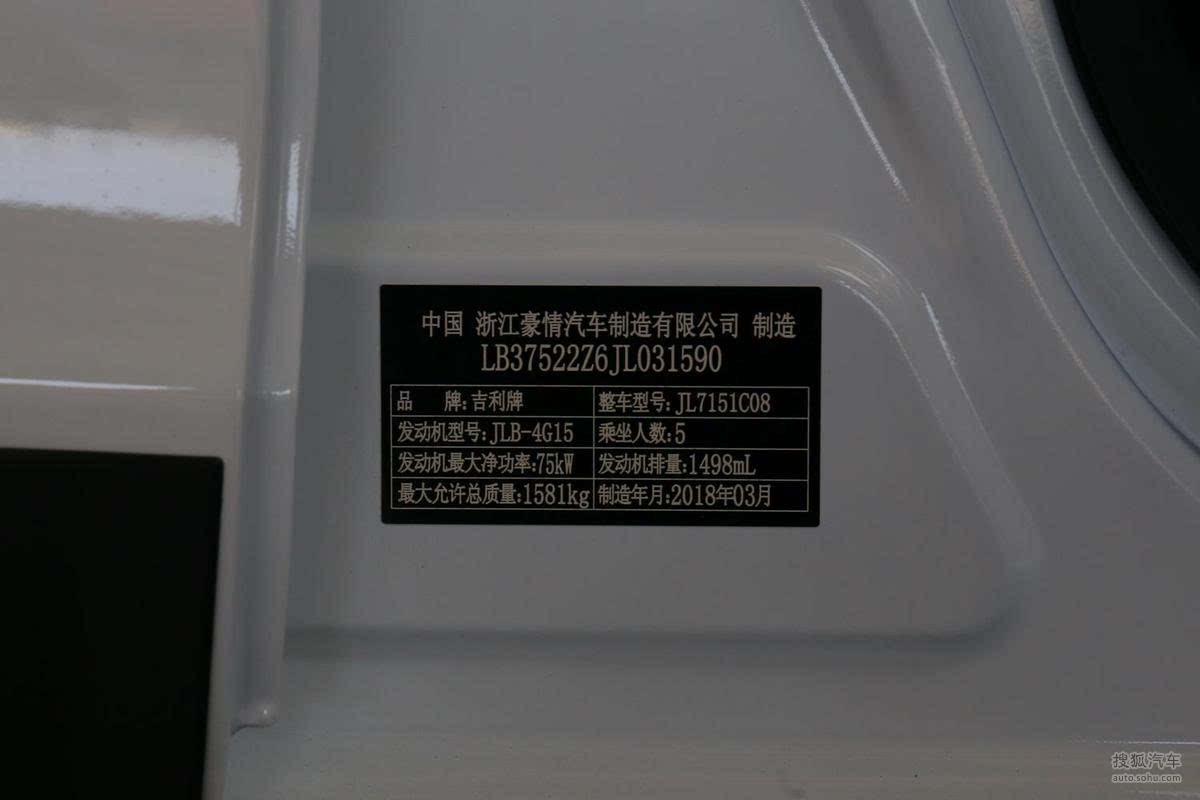 中国 浙江豪情汽车制造有限公司 制造
LB37522Z6JL031590
品 牌:吉利牌 整车型号:JL7151C08
发动机型号:JLB-4G15 乘坐人数:5
发动机最大净功率:75kW 发动机排量:1498mL
最大允许总质量:1581kg 制造年月:2018年03月
搜狐汽车
auto.sohu.com